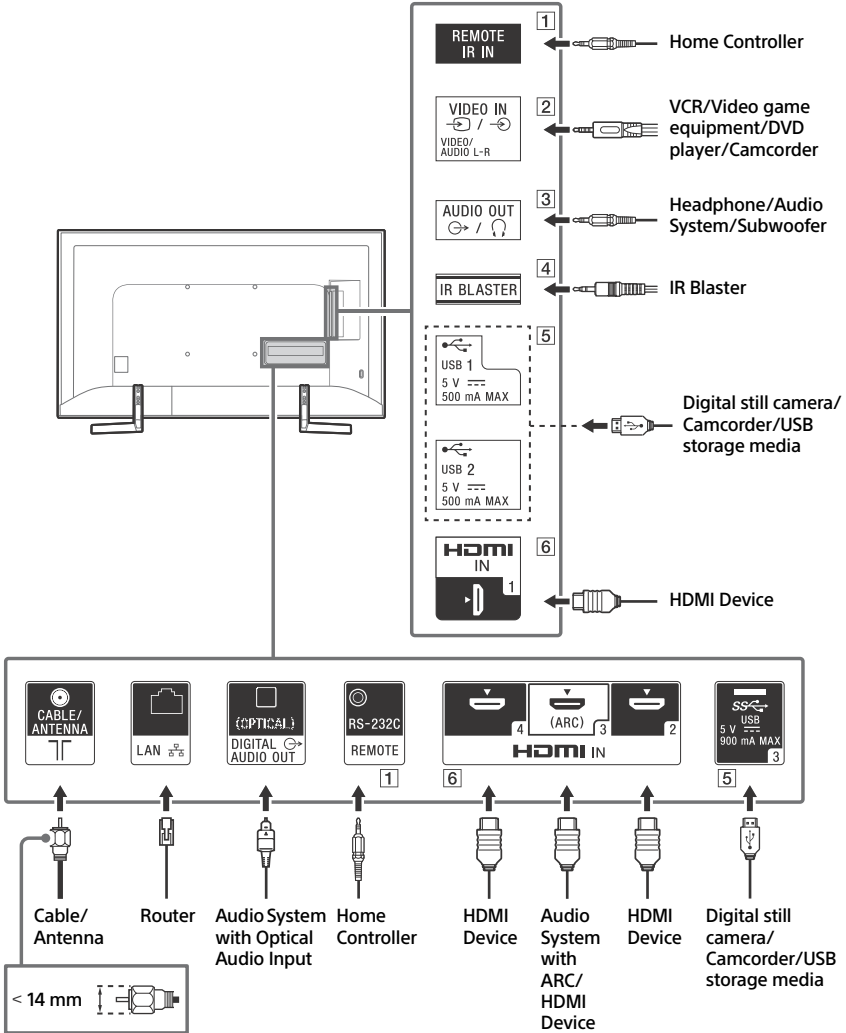 1
REMOTE
IR IN
Home Controller
2
VIDEO IN
/
VIDEO/
AUDIO L-R
VCR/Video game
equipment/DVD
player/Camcorder
3
AUDIO OUT
/
Headphone/Audio
System/Subwoofer
4
IR BLASTER
IR Blaster
5
USB 1
5 V
500 mA MAX
USB 2
5 V
500 mA MAX
Digital still camera/
Camcorder/USB
storage media
6
HDMI
IN
1
HDMI Device
CABLE/
ANTENNA
LAN
(OPTICAL)
DIGITAL
AUDIO OUT
RS-232C
REMOTE
1
4
(ARC) 3
2
HDMI IN
6
SS
USB
5 V
900 mA MAX
3
5
Cable/
Antenna
Router
Audio System
with Optical
Audio Input
Home
Controller
HDMI
Device
Audio
System
with
ARC/
HDMI
Device
HDMI
Device
Digital still
camera/
Camcorder/USB
storage media
< 14 mm